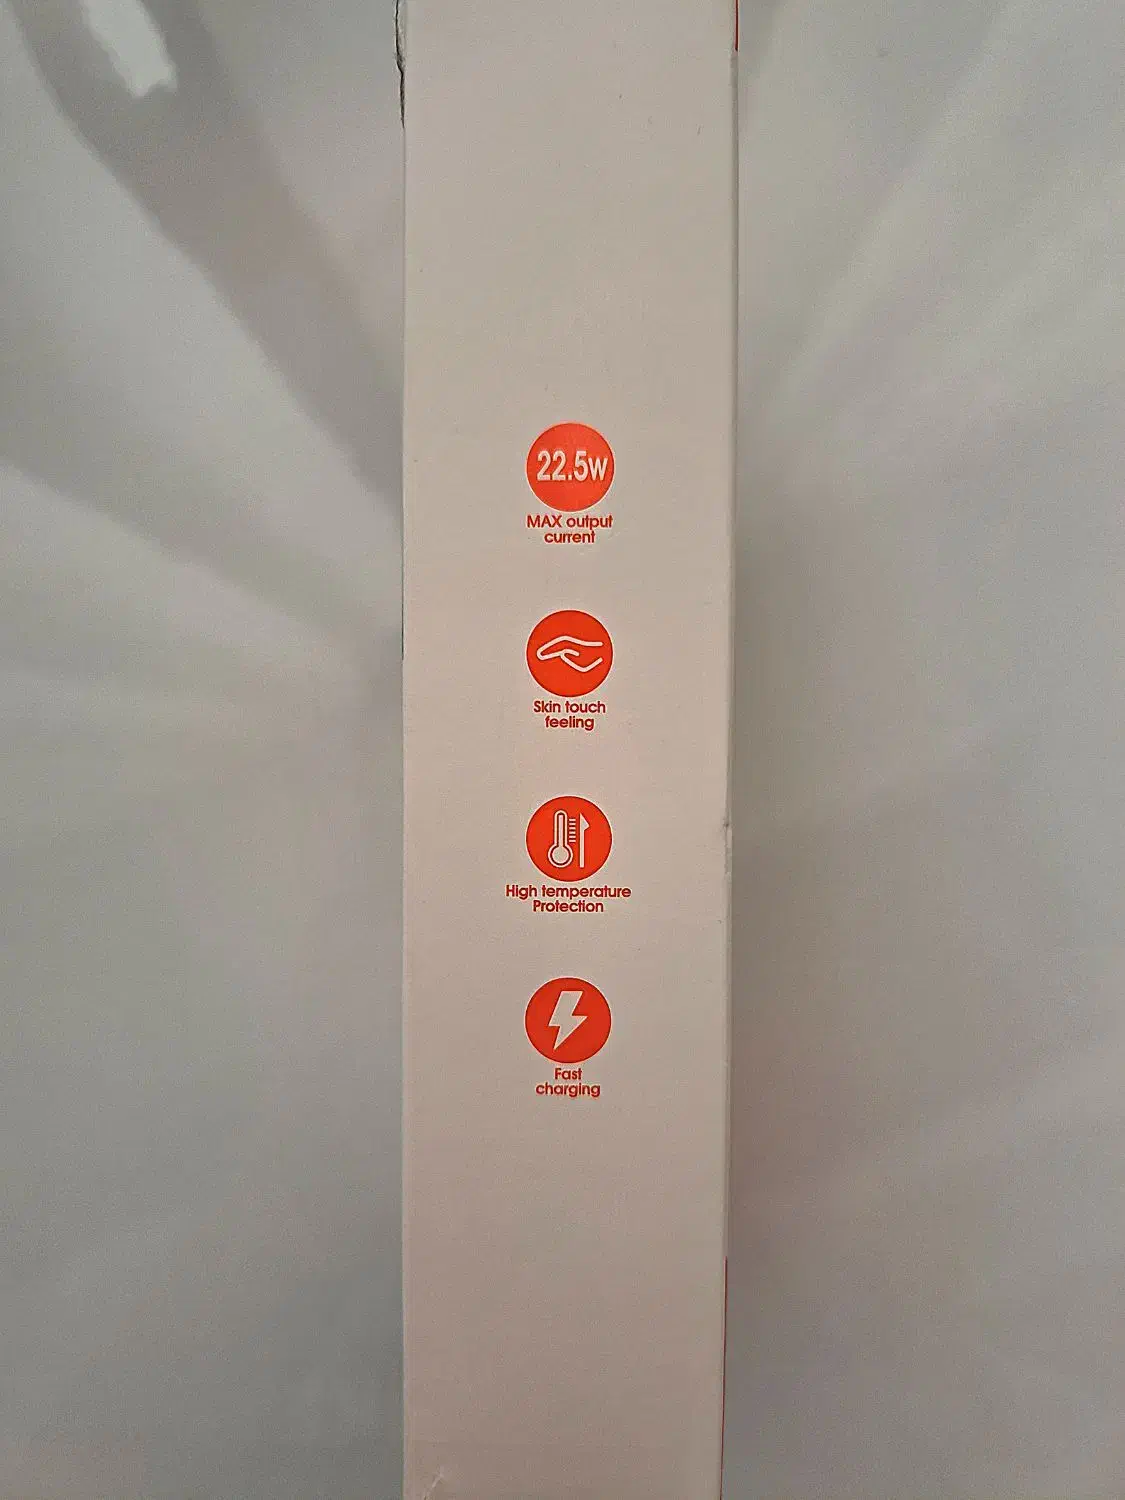 22.5w
MAX output
current
Skin touch
feeling
High temperature
Protection
Fast
charging